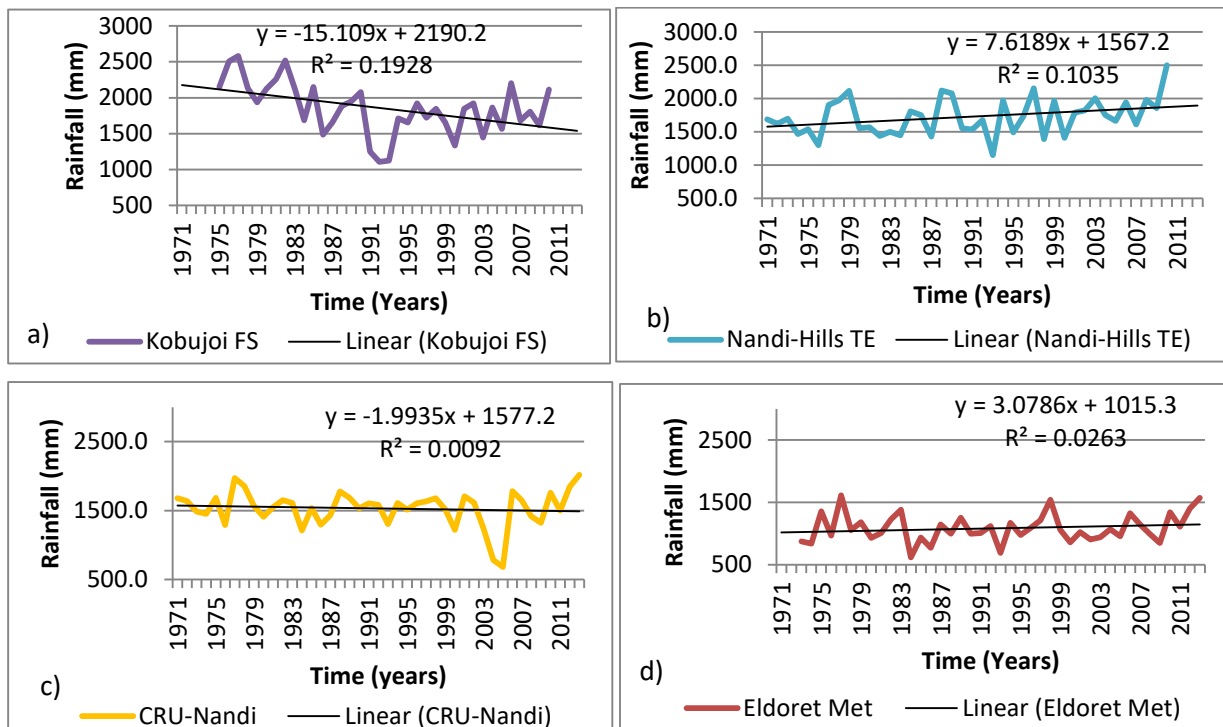 y = -15.109x + 2190.2
R² = 0.1928
3000
2500
2000
1500
1000
500
Rainfall (mm)
1971
1975
1979
1983
1987
1991
1995
1999
2003
2007
2011
Time (Years)
a)
Kobujoi FS
Linear (Kobujoi FS)
y = 7.6189x + 1567.2
R² = 0.1035
3000.0
2500.0
2000.0
1500.0
1000.0
500.0
Rainfall (mm)
1971
1975
1979
1983
1987
1991
1995
1999
2003
2007
2011
Time (Years)
b)
Nandi-Hills TE
Linear (Nandi-Hills TE)
y = -1.9935x + 1577.2
R² = 0.0092
2500.0
1500.0
500.0
Rainfall (mm)
1971
1975
1979
1983
1987
1991
1995
1999
2003
2007
2011
Time (years)
c)
CRU-Nandi
Linear (CRU-Nandi)
y = 3.0786x + 1015.3
R² = 0.0263
2500
1500
500
Rainfall (mm)
1971
1975
1979
1983
1987
1991
1995
1999
2003
2007
2011
Time (Years)
d)
Eldoret Met
Linear (Eldoret Met)